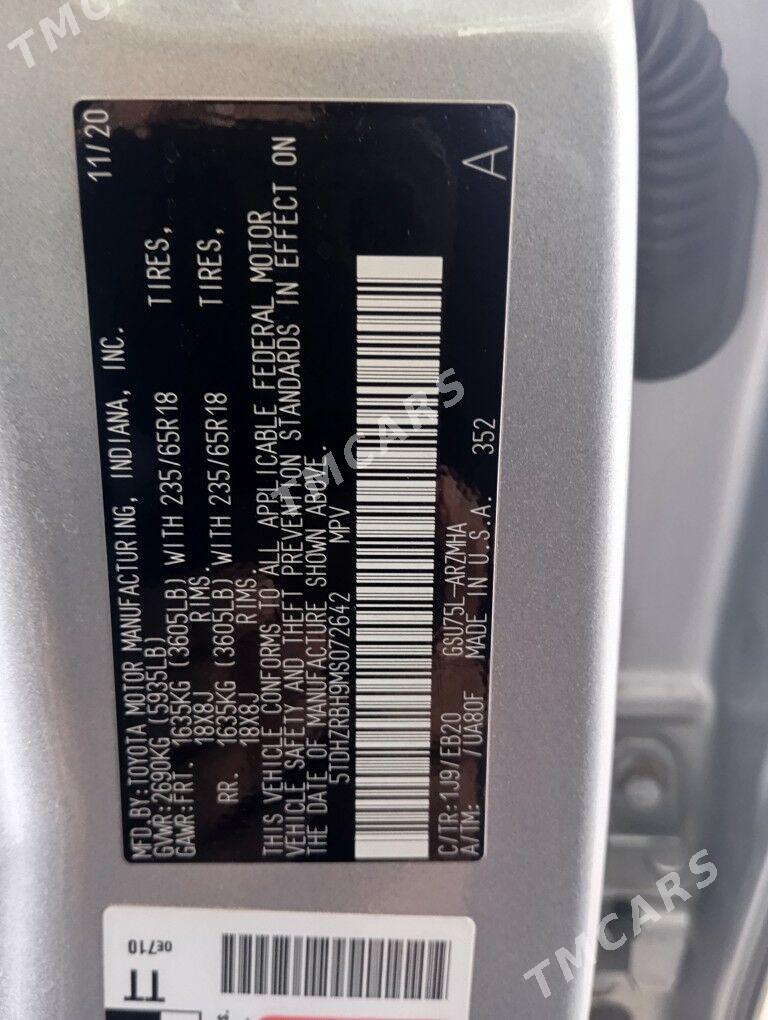 MFD.BY:TOYOTA MOTOR MANUFACTURING, INDIANA, INC. 11/20
GVWR:2690KG (5935LB)
GAWR:FRT. 1635KG (3605LB) WITH 235/65R18 TIRES,
18X8J RIMS.
RR. 1635KG (3605LB) WITH 235/65R18 TIRES,
18X8J RIMS.
THIS VEHICLE CONFORMS TO ALL APPLICABLE FEDERAL MOTOR
VEHICLE SAFETY AND THEFT PREVENTION STANDARDS IN EFFECT ON
THE DATE OF MANUFACTURE SHOWN ABOVE.
5TDHZRBH9MS072642 MPV
C/TR:1J9/EB20 GSU75L-ARZMHA
A/TM: /UA80F MADE IN U.S.A. 352 A
0E710
TT
TMCARS
TMCARS
TMCARS